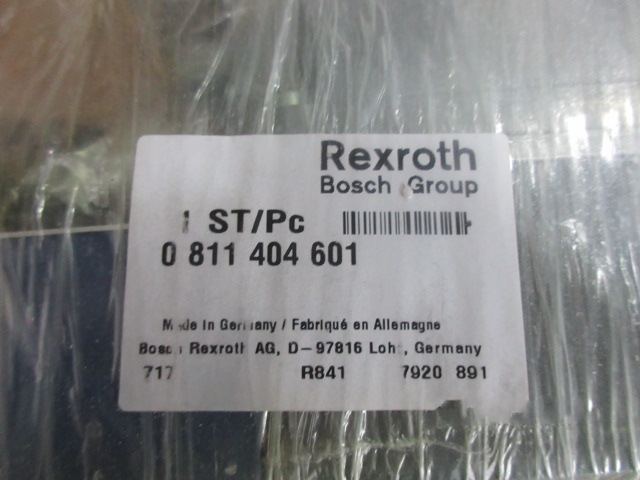 Rexroth
Bosch Group
1 ST/Pc
0 811 404 601
Made in Germany / Fabriqué en Allemagne
Bosch Rexroth AG, D-97816 Lohr, Germany
717 R841 7920 891